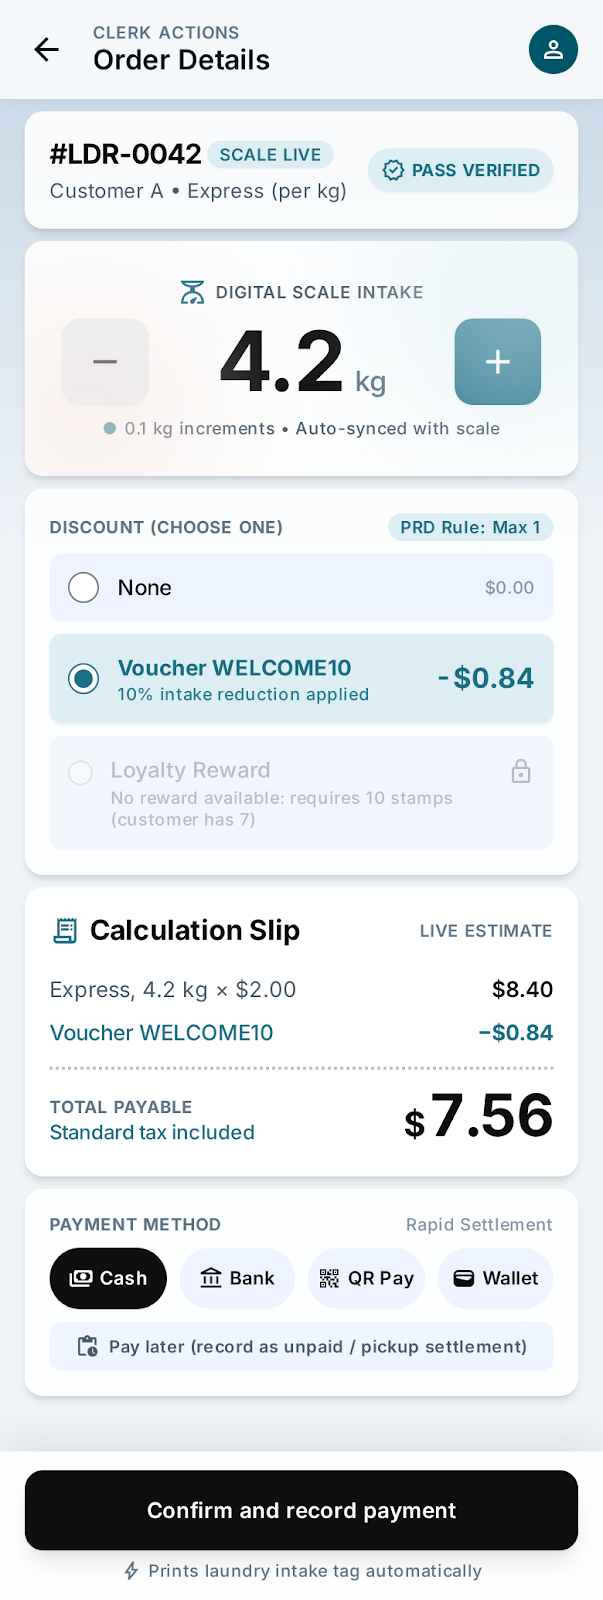 CLERK ACTIONS
Order Details
#LDR-0042 SCALE LIVE
PASS VERIFIED
Customer A • Express (per kg)
DIGITAL SCALE INTAKE
4.2 kg
0.1 kg increments • Auto-synced with scale
DISCOUNT (CHOOSE ONE)
PRD Rule: Max 1
None
$0.00
Voucher WELCOME10
10% intake reduction applied
-$0.84
Loyalty Reward
No reward available: requires 10 stamps
(customer has 7)
Calculation Slip
LIVE ESTIMATE
Express, 4.2 kg × $2.00
$8.40
Voucher WELCOME10
−$0.84
TOTAL PAYABLE
Standard tax included
$7.56
PAYMENT METHOD
Rapid Settlement
Cash
Bank
QR Pay
Wallet
Pay later (record as unpaid / pickup settlement)
Confirm and record payment
Prints laundry intake tag automatically